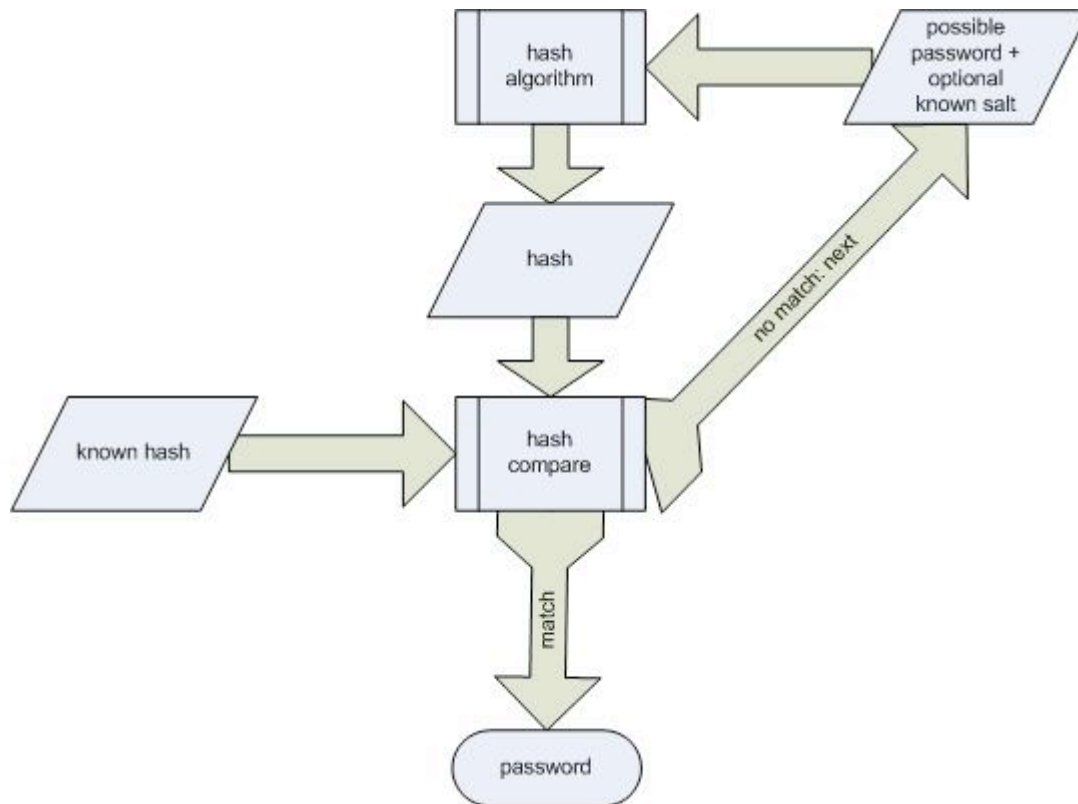 hash
algorithm
possible
password +
optional
known salt
hash
no match: next
known hash
hash
compare
match
password